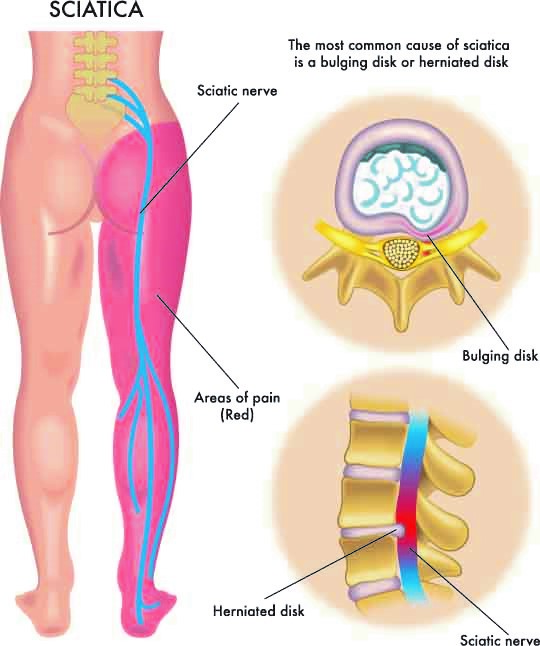 SCIATICA
The most common cause of sciatica
is a bulging disk or herniated disk
Sciatic nerve
Bulging disk
Areas of pain
(Red)
Herniated disk
Sciatic nerve